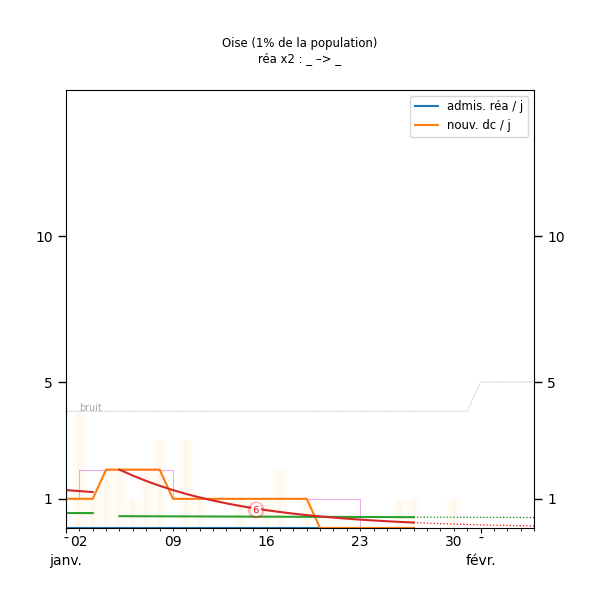 Oise (1% de la population)
réa x2 : _ –> _
admis. réa / j
nouv. dc / j
10 10
5 5
bruit
1 1
6
- 02 09 16 23 30 -
janv. févr.